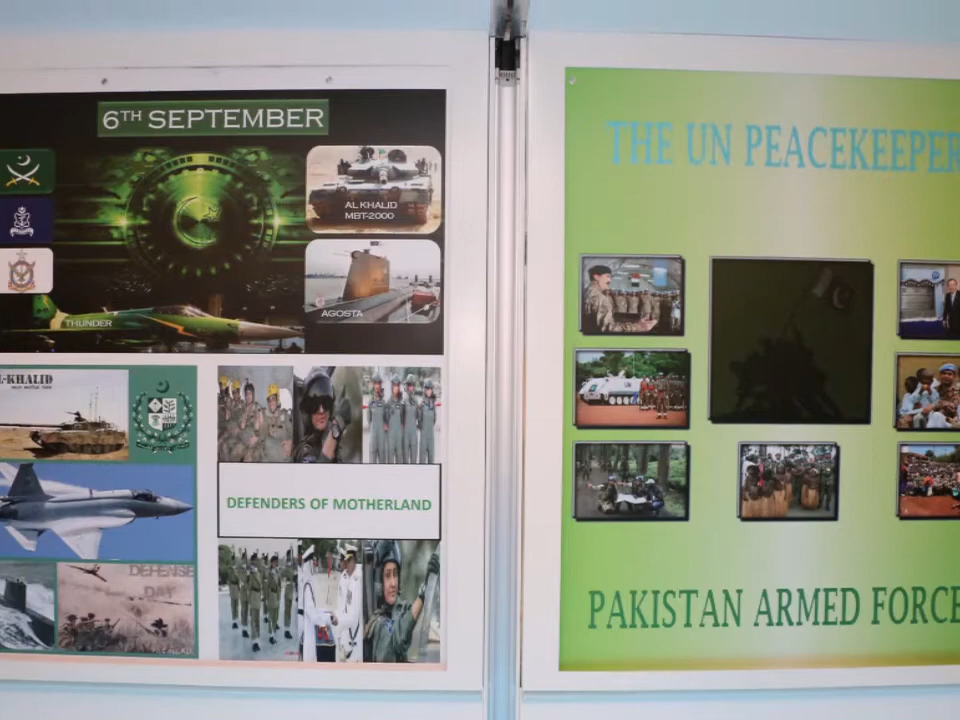 6TH SEPTEMBER
AL KHALID
MBT-2000
AGOSTA
THUNDER
L-KHALID
DEFENSE
DAY
DEFENDERS OF MOTHERLAND
THE UN PEACEKEEPER
PAKISTAN ARMED FORCE